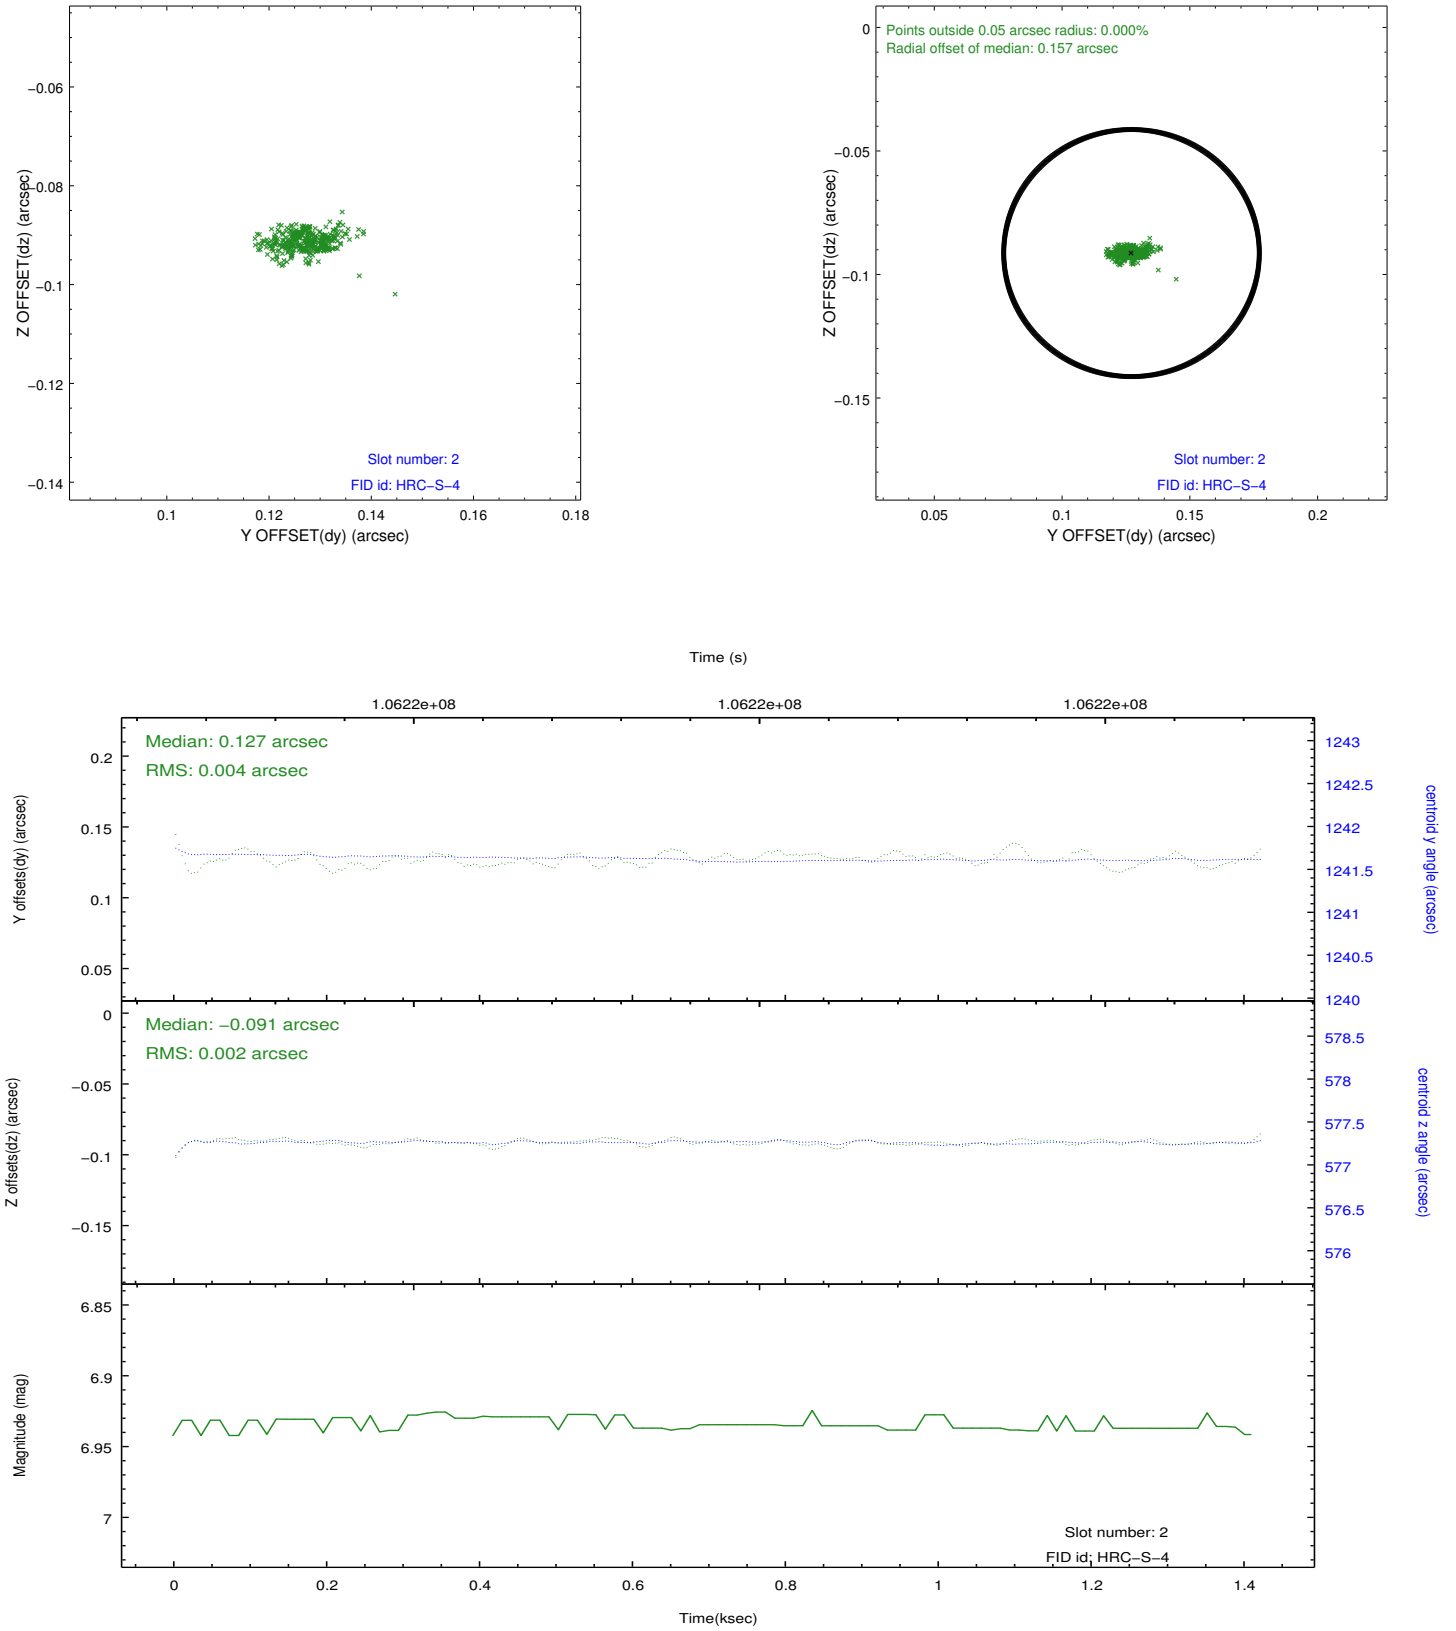 −0.06
−0.08
−0.1
−0.12
−0.14
Z OFFSET(dz) (arcsec)
Slot number: 2
FID id: HRC−S−4
0.1 0.12 0.14 0.16 0.18
Y OFFSET(dy) (arcsec)
Points outside 0.05 arcsec radius: 0.000%
Radial offset of median: 0.157 arcsec
0
−0.05
−0.1
−0.15
Z OFFSET(dz) (arcsec)
Slot number: 2
FID id: HRC−S−4
0.05 0.1 0.15 0.2
Y OFFSET(dy) (arcsec)
Time (s)
1.0622e+08 1.0622e+08 1.0622e+08
Median: 0.127 arcsec
RMS: 0.004 arcsec
0.2
0.15
0.1
0.05
Y offsets(dy) (arcsec)
1243
1242.5
1242
1241.5
1241
1240.5
1240
centroid y angle (arcsec)
Median: −0.091 arcsec
RMS: 0.002 arcsec
0
−0.05
−0.1
−0.15
Z offsets(dz) (arcsec)
578.5
578
577.5
577
576.5
576
centroid z angle (arcsec)
6.85
6.9
6.95
7
Magnitude (mag)
Slot number: 2
FID id: HRC−S−4
0 0.2 0.4 0.6 0.8 1 1.2 1.4
Time(ksec)